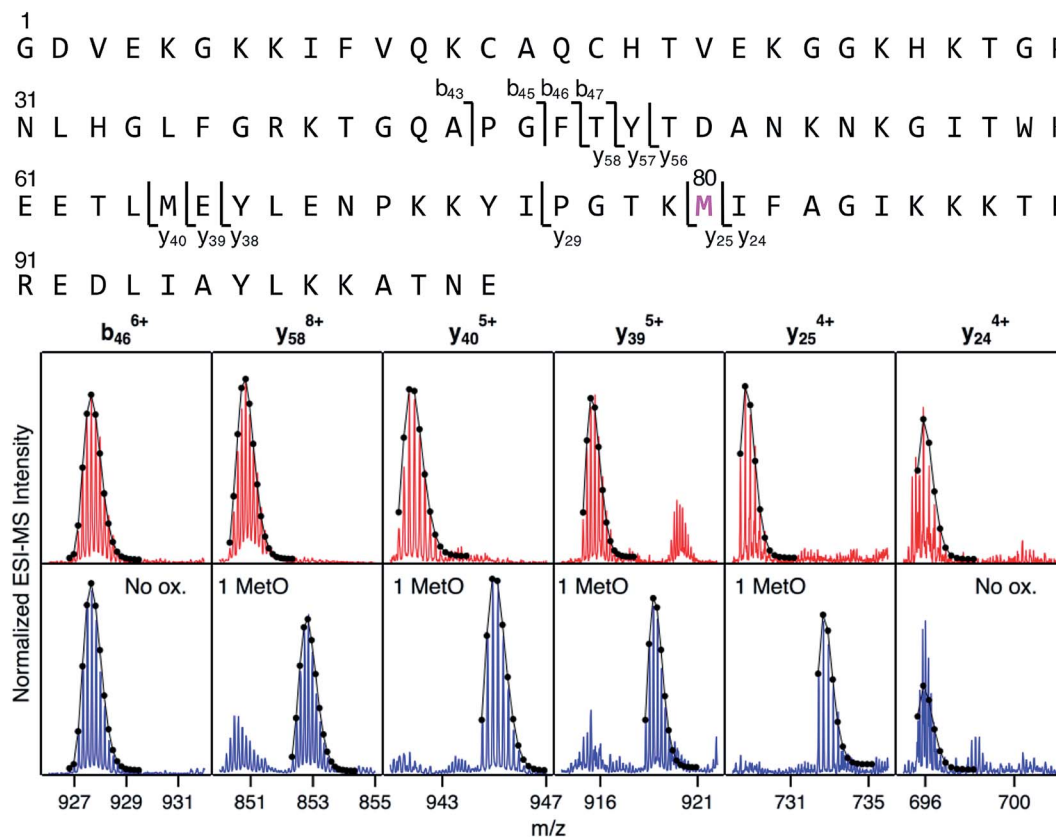 1
G D V E K G K K I F V Q K C A Q C H T V E K G G K H K T G
b43 b45 b46 b47
31
N L H G L F G R K T G Q A P G F T Y T D A N K N K G I T W
y58 y57 y56
61 80
E E T L M E Y L E N P K K Y I P G T K M I F A G I K K K T
y40 y39 y38 y29 y25 y24
91
R E D L I A Y L K K A T N E
b46 6+ y58 8+ y40 5+ y39 5+ y25 4+ y24 4+
Normalized ESI-MS Intensity
No ox. 1 MetO 1 MetO 1 MetO 1 MetO No ox.
927 929 931 851 853 855 943 947 916 921 731 735 696 700
m/z